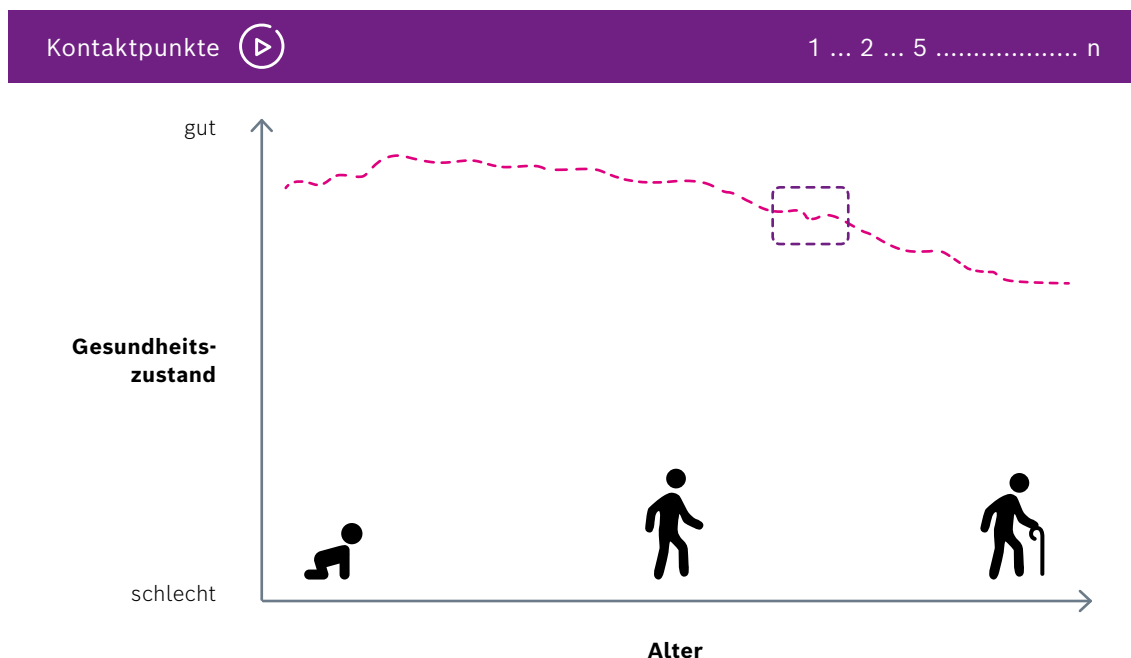 Kontaktpunkte
1 ... 2 ... 5 ................... n
gut
Gesundheits-
zustand
schlecht
Alter